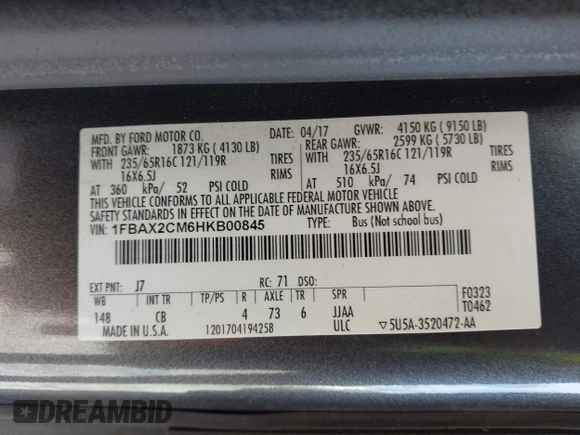 MFD. BY FORD MOTOR CO.
DATE: 04/17 GVWR: 4150 KG ( 9150 LB)
FRONT GAWR: 1873 KG ( 4130 LB) REAR GAWR: 2599 KG ( 5730 LB)
WITH 235/65R16C 121/119R TIRES WITH 235/65R16C 121/119R TIRES
16X6.5J RIMS 16X6.5J RIMS
AT 360 kPa/ 52 PSI COLD AT 510 kPa/ 74 PSI COLD
THIS VEHICLE CONFORMS TO ALL APPLICABLE FEDERAL MOTOR VEHICLE
SAFETY STANDARDS IN EFFECT ON THE DATE OF MANUFACTURE SHOWN ABOVE.
VIN: 1FBAX2CM6HKB00845 TYPE: Bus (Not school bus)
EXT PNT: J7 RC: 71 DSO: F0323
WB INT TR TP/PS R AXLE TR SPR T0462
148 CB 4 73 6 JJAA
MADE IN U.S.A. 1201704194258 ULC ▽5U5A-3520472-AA
DREAMBID